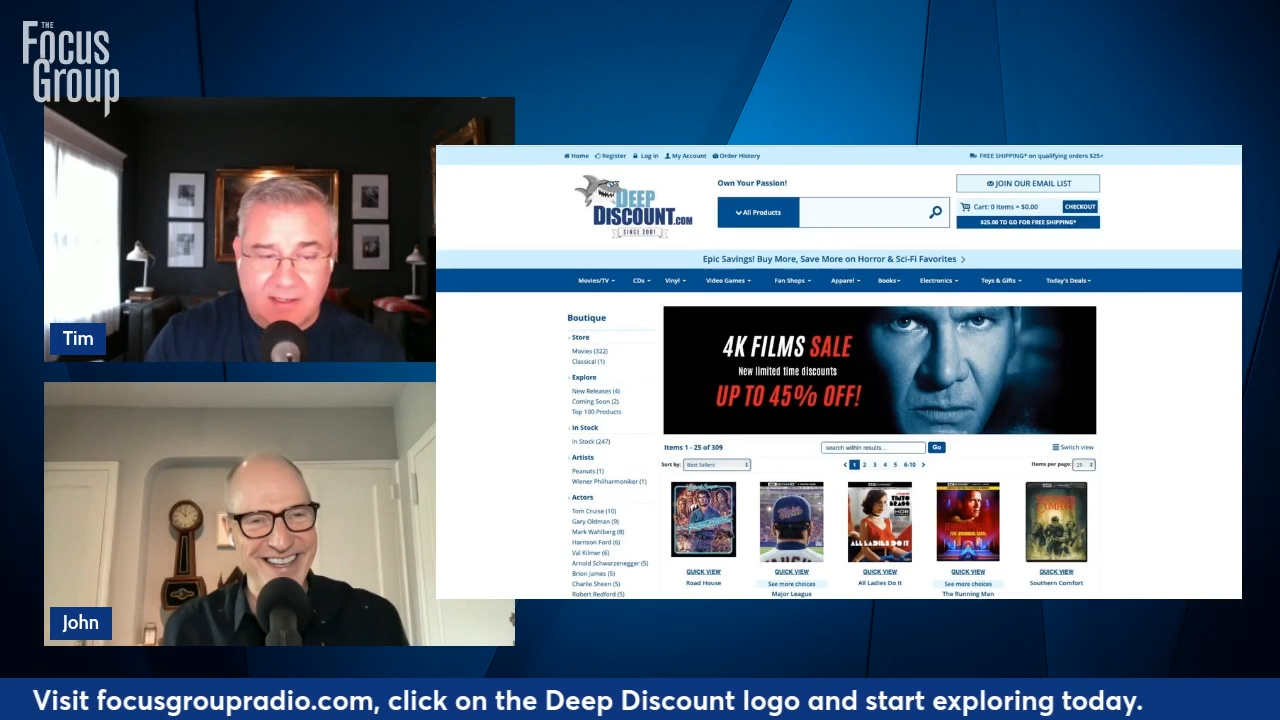 THE
Focus
Group
Tim
John
Home Register Log in My Account Order History
FREE SHIPPING* on qualifying orders $25+
DEEP
DISCOUNT.COM
SINCE 2001
Own Your Passion!
All Products
JOIN OUR EMAIL LIST
Cart: 0 items = $0.00 CHECKOUT
$25.00 TO GO FOR FREE SHIPPING*
Epic Savings! Buy More, Save More on Horror & Sci-Fi Favorites
Movies/TV CDs Vinyl Video Games Fan Shops Apparel Books Electronics Toys & Gifts Today's Deals
Boutique
Store
Movies (322)
Classical (1)
Explore
New Releases (4)
Coming Soon (2)
Top 100 Products
In Stock
In Stock (247)
Artists
Peanuts (1)
Wiener Philharmoniker (1)
Actors
Tom Cruise (10)
Gary Oldman (9)
Mark Wahlberg (8)
Harrison Ford (6)
Val Kilmer (6)
Arnold Schwarzenegger (5)
Brion James (5)
Charlie Sheen (5)
Robert Redford (5)
4K FILMS SALE
New limited time discounts
UP TO 45% OFF!
Items 1 - 25 of 309
search within results...
Go
Switch view
Sort by: Best Sellers
1 2 3 4 5 6-10
Items per page: 25
ALL LADIES DO IT
QUICK VIEW
Road House
QUICK VIEW
See more choices
Major League
QUICK VIEW
All Ladies Do It
QUICK VIEW
See more choices
The Running Man
QUICK VIEW
Southern Comfort
Visit focusgroupradio.com, click on the Deep Discount logo and start exploring today.